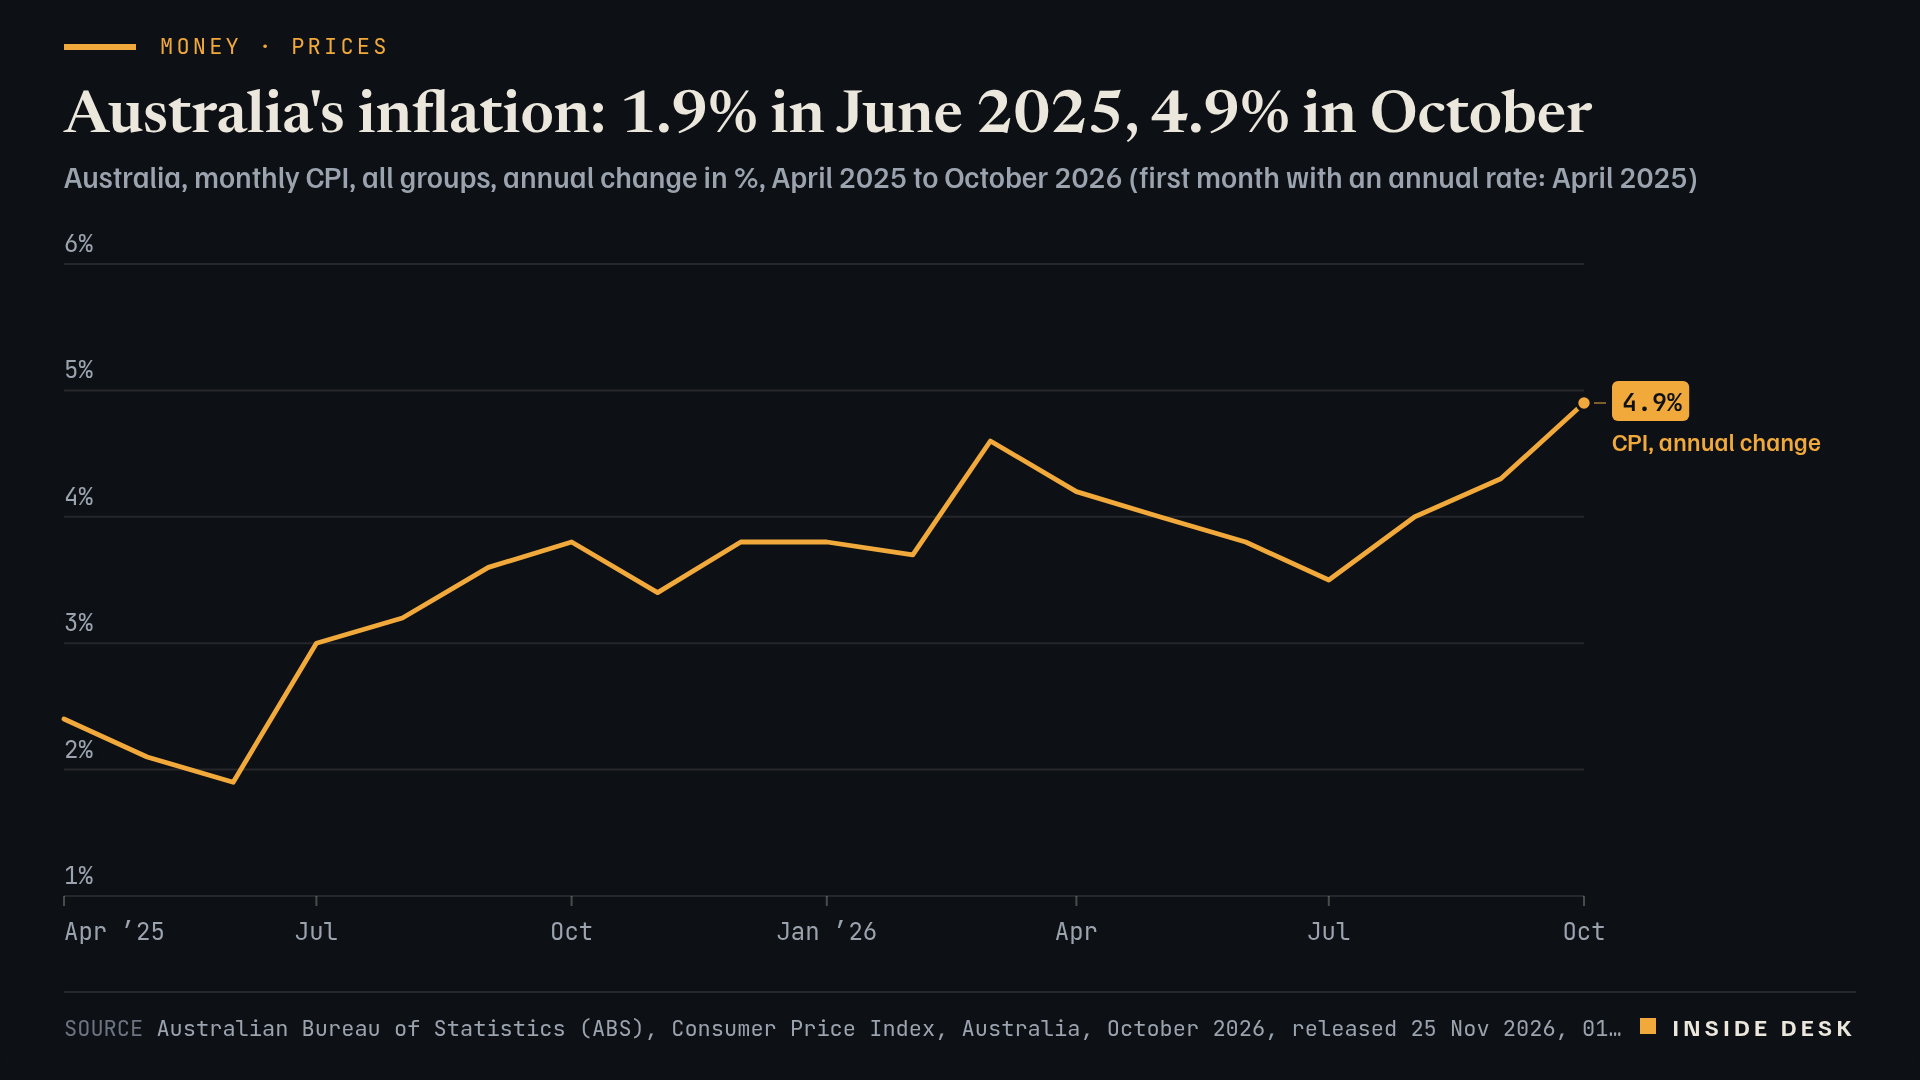 MONEY · PRICES
Australia's inflation: 1.9% in June 2025, 4.9% in October
Australia, monthly CPI, all groups, annual change in %, April 2025 to October 2026 (first month with an annual rate: April 2025)
6%
5%
4.9%
CPI, annual change
4%
3%
2%
1%
Apr ’25 Jul Oct Jan ’26 Apr Jul Oct
SOURCE Australian Bureau of Statistics (ABS), Consumer Price Index, Australia, October 2026, released 25 Nov 2026, 01… INSIDE DESK